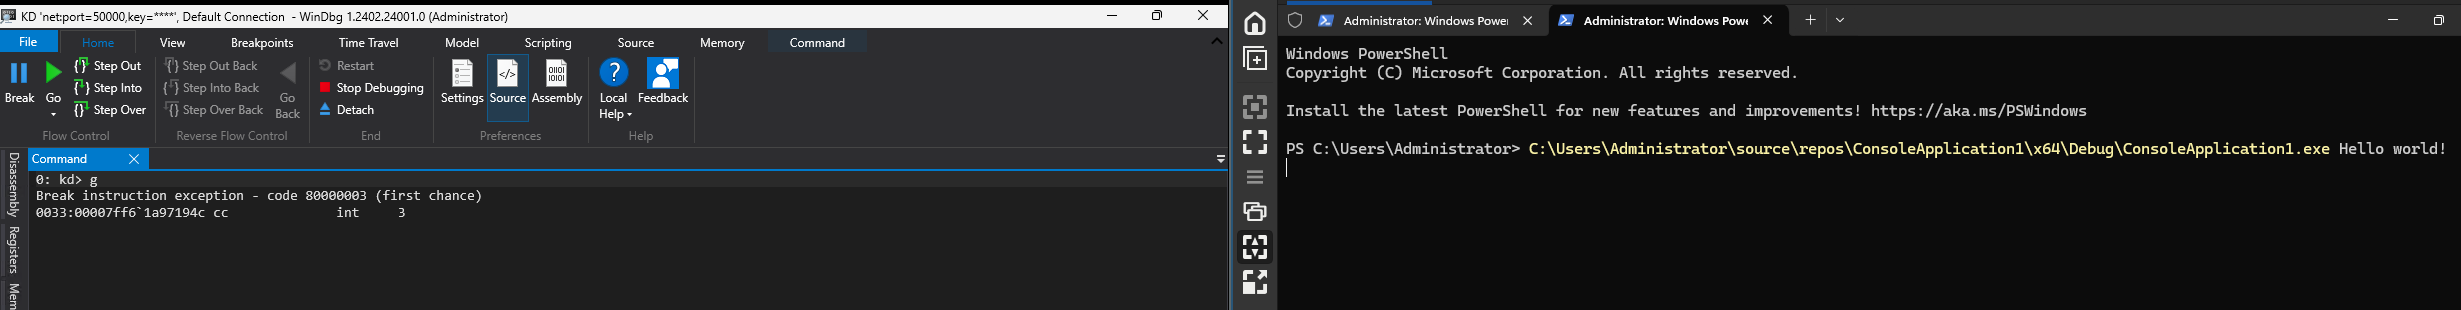 KD 'net:port=50000,key=****', Default Connection - WinDbg 1.2402.24001.0 (Administrator)
File Home View Breakpoints Time Travel Model Scripting Source Memory Command
Break
Go
Step Out
Step Into
Step Over
Flow Control
Step Out Back
Step Into Back
Step Over Back
Go
Back
Reverse Flow Control
Restart
Stop Debugging
Detach
End
Settings
Source
Assembly
Preferences
Local
Help
Feedback
Help
Disassembly
Registers
Mem
Command
0: kd> g
Break instruction exception - code 80000003 (first chance)
0033:00007ff6`1a97194c cc int 3
Administrator: Windows Power
Administrator: Windows Powe
Windows PowerShell
Copyright (C) Microsoft Corporation. All rights reserved.
Install the latest PowerShell for new features and improvements! https://aka.ms/PSWindows
PS C:\Users\Administrator> C:\Users\Administrator\source\repos\ConsoleApplication1\x64\Debug\ConsoleApplication1.exe Hello world!